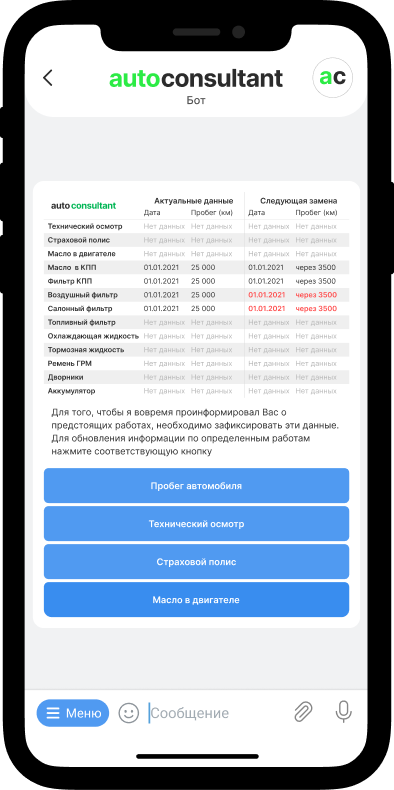 autoconsultant
ac
Бот
autoconsultant Актуальные данные Следующая замена
Дата Пробег (км) Дата Пробег (км)
Технический осмотр Нет данных Нет данных Нет данных Нет данных
Страховой полис Нет данных Нет данных Нет данных Нет данных
Масло в двигателе Нет данных Нет данных Нет данных Нет данных
Масло в КПП 01.01.2021 25 000 01.01.2021 через 3500
Фильтр КПП 01.01.2021 25 000 01.01.2021 через 3500
Воздушный фильтр 01.01.2021 25 000 01.01.2021 через 3500
Салонный фильтр 01.01.2021 25 000 01.01.2021 через 3500
Топливный фильтр Нет данных Нет данных Нет данных Нет данных
Охлаждающая жидкость Нет данных Нет данных Нет данных Нет данных
Тормозная жидкость Нет данных Нет данных Нет данных Нет данных
Ремень ГРМ Нет данных Нет данных Нет данных Нет данных
Дворники Нет данных Нет данных Нет данных Нет данных
Аккумулятор Нет данных Нет данных Нет данных Нет данных
Для того, чтобы я вовремя проинформировал Вас о
предстоящих работах, необходимо зафиксировать эти данные.
Для обновления информации по определенным работам
нажмите соответствующую кнопку
Пробег автомобиля
Технический осмотр
Страховой полис
Масло в двигателе
Меню Сообщение